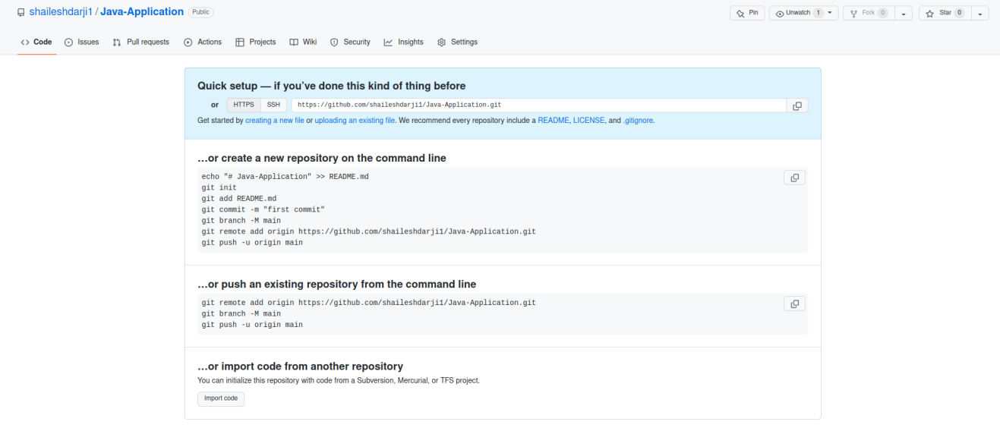 shaileshdarji1 / Java-Application Public
Pin Unwatch 1 Fork 0 Star 0
Code Issues Pull requests Actions Projects Wiki Security Insights Settings
Quick setup — if you’ve done this kind of thing before
or HTTPS SSH https://github.com/shaileshdarji1/Java-Application.git
Get started by creating a new file or uploading an existing file. We recommend every repository include a README, LICENSE, and .gitignore.
…or create a new repository on the command line
echo "# Java-Application" >> README.md
git init
git add README.md
git commit -m "first commit"
git branch -M main
git remote add origin https://github.com/shaileshdarji1/Java-Application.git
git push -u origin main
…or push an existing repository from the command line
git remote add origin https://github.com/shaileshdarji1/Java-Application.git
git branch -M main
git push -u origin main
…or import code from another repository
You can initialize this repository with code from a Subversion, Mercurial, or TFS project.
Import code